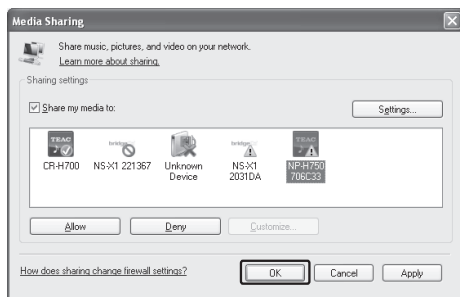 Media Sharing
Share music, pictures, and video on your network.
Learn more about sharing.
Sharing settings
Share my media to:
Settings...
TEAC
bridge
bridge
TEAC
CR-H700
NS-X1 221367
Unknown
Device
NS-X1
2031DA
NP-H750
706C33
Allow
Deny
Customize...
How does sharing change firewall settings?
OK
Cancel
Apply